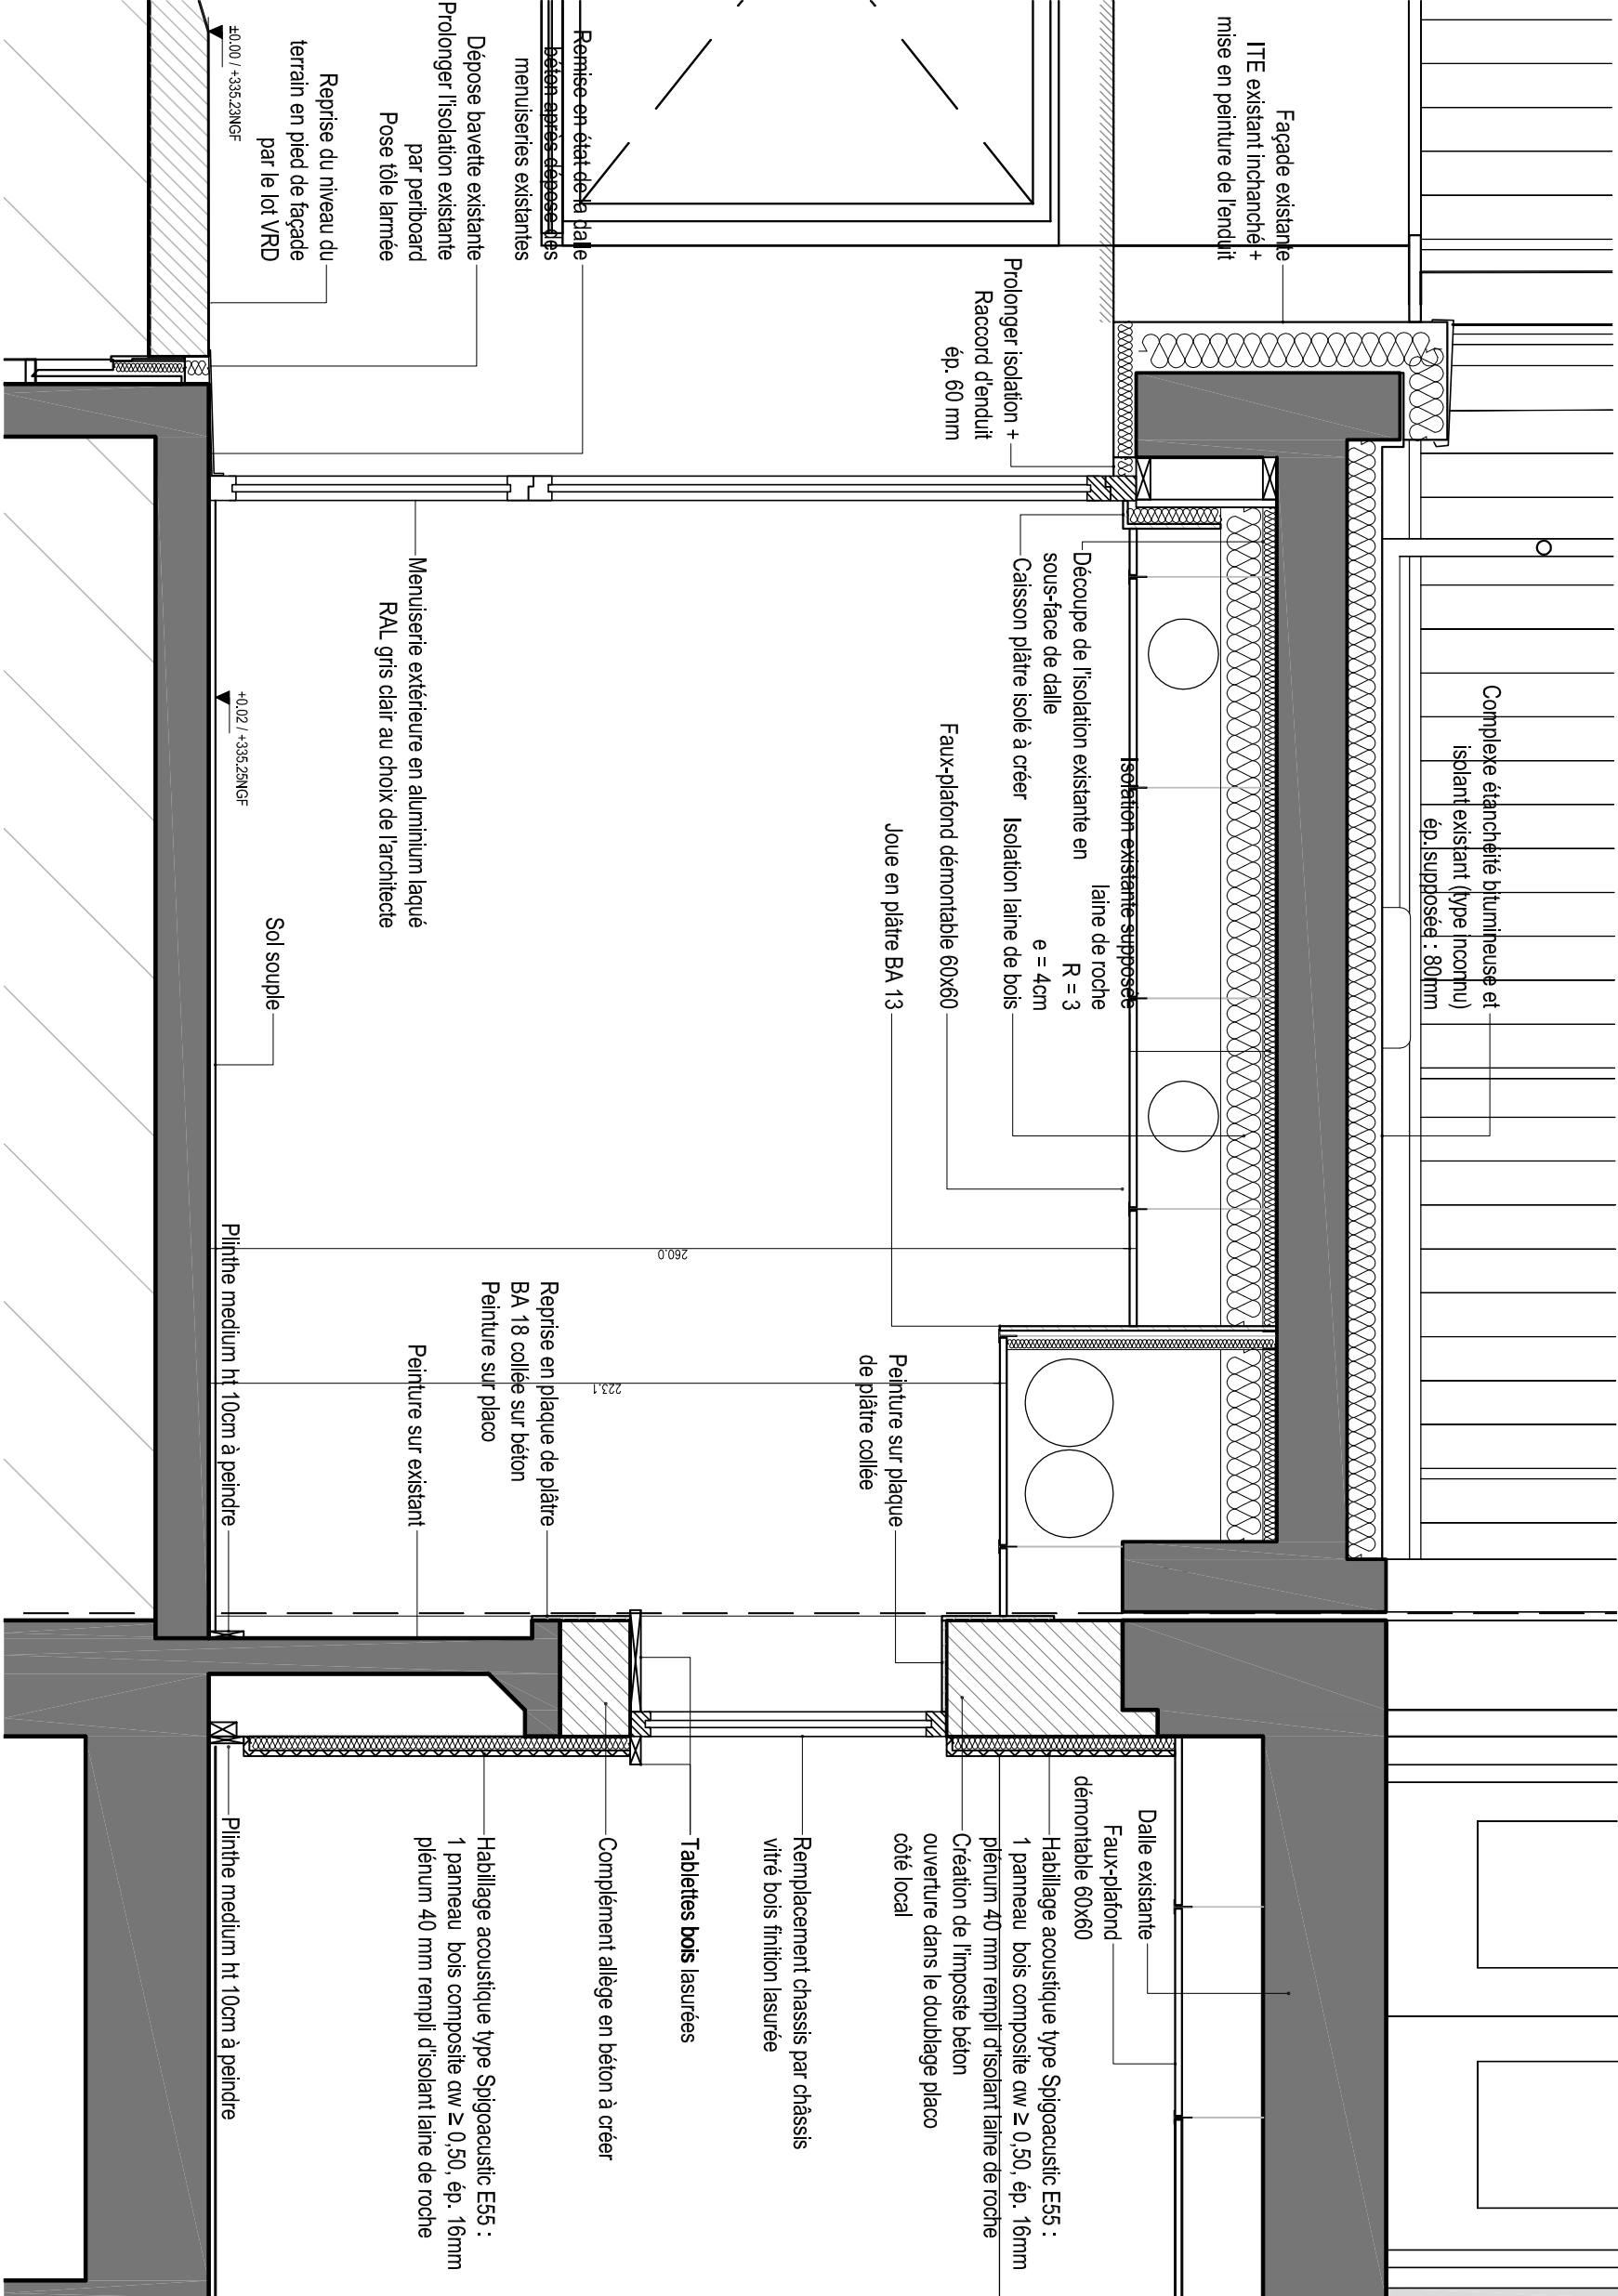 Façade existante
ITE existant inchanché +
mise en peinture de l'enduit
Complexe étanchéité bitumineuse et
isolant existant (type inconnu)
ép. supposée : 80mm
Prolonger isolation +
Raccord d'enduit
ép. 60 mm
Découpe de l'isolation existante en
sous-face de dalle
Caisson plâtre isolé à créer
Isolation existante supposée
laine de roche
R = 3
e = 4cm
Isolation laine de bois
Faux-plafond démontable 60x60
Joue en plâtre BA 13
Dalle existante
Faux-plafond
démontable 60x60
Habillage acoustique type Spigoacustic E55 :
1 panneau bois composite αw ≥ 0,50, ép. 16mm
plénum 40 mm rempli d'isolant laine de roche
Création de l'imposte béton
ouverture dans le doublage placo
côté local
Peinture sur plaque
de plâtre collée
Remplacement chassis par châssis
vitré bois finition lasurée
Tablettes bois lasurées
Complément allège en béton à créer
260.0
223.1
Remise en état de la dalle
béton après dépose des
menuiseries existantes
Dépose bavette existante
Prolonger l'isolation existante
par periboard
Pose tôle larmée
Reprise du niveau du
terrain en pied de façade
par le lot VRD
±0.00 / +335.23NGF
Menuiserie extérieure en aluminium laqué
RAL gris clair au choix de l'architecte
Sol souple
+0.02 / +335.25NGF
Reprise en plaque de plâtre
BA 18 collée sur béton
Peinture sur placo
Peinture sur existant
Plinthe medium ht 10cm à peindre
Habillage acoustique type Spigoacustic E55 :
1 panneau bois composite αw ≥ 0,50, ép. 16mm
plénum 40 mm rempli d'isolant laine de roche
Plinthe medium ht 10cm à peindre